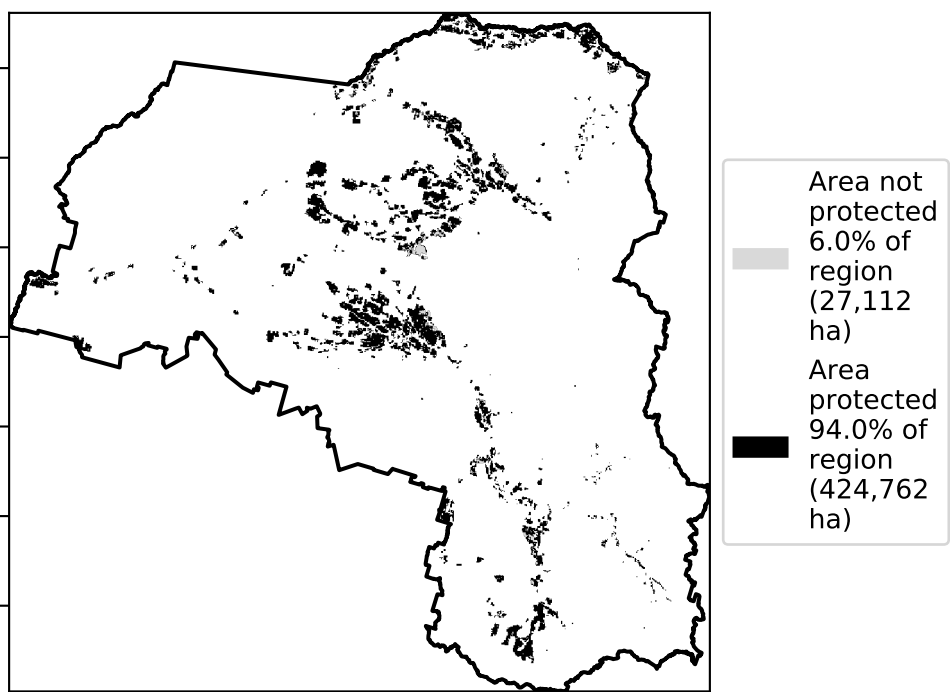 Area not
protected
6.0% of
region
(27,112
ha)
Area
protected
94.0% of
region
(424,762
ha)